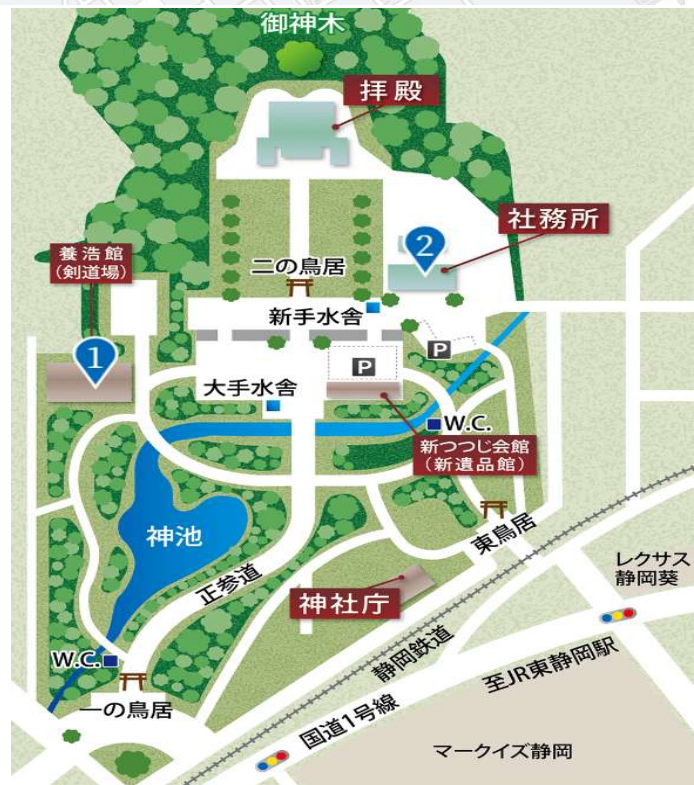 御神木
拝殿
社務所
2
養浩館
(剣道場)
二の鳥居
新手水舎
1
P
P
大手水舎
W.C.
新つつじ会館
(新遺品館)
神池
東鳥居
正参道
レクサス
静岡葵
神社庁
静岡鉄道
W.C.
至JR東静岡駅
一の鳥居
国道1号線
マークイズ静岡